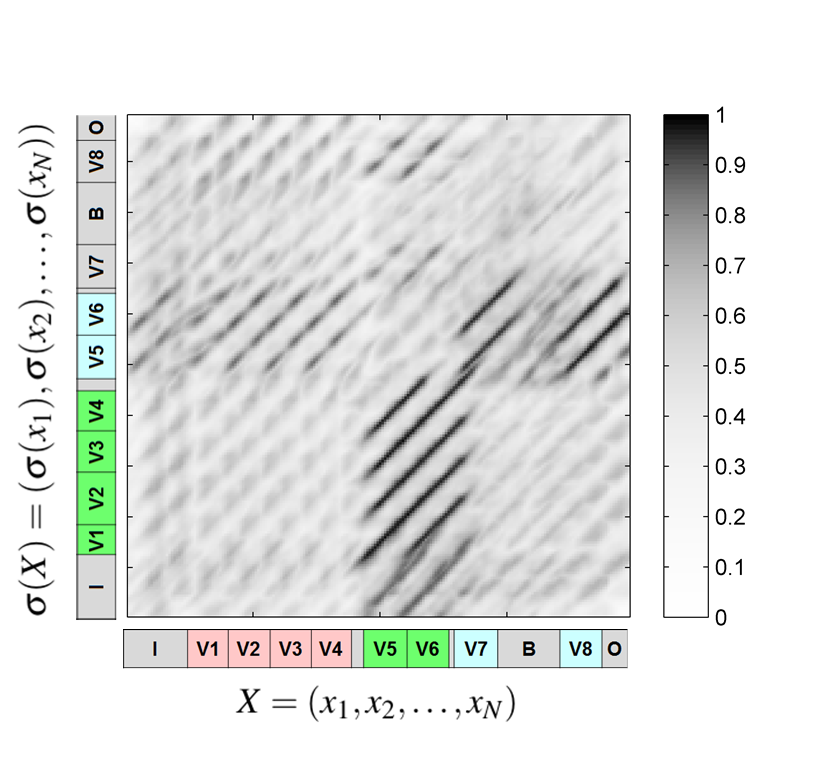 σ(X) = (σ(x₁), σ(x₂), ..., σ(x_N))
O
V8
B
V7
V6
V5
V4
V3
V2
V1
I
1
0.9
0.8
0.7
0.6
0.5
0.4
0.3
0.2
0.1
0
I V1 V2 V3 V4 V5 V6 V7 B V8 O
X = (x₁, x₂, ..., x_N)